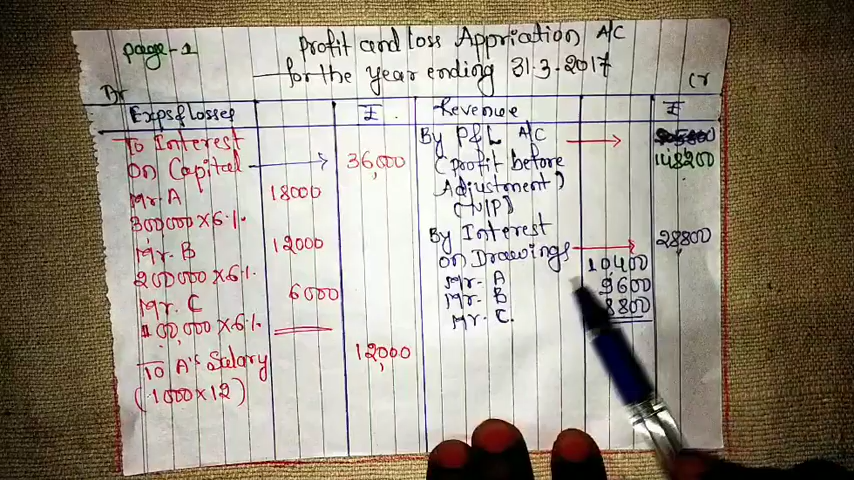 page-1
Profit and loss Appriation A/C
for the year ending 31.3-2017
Dr
Cr
Exps & losses ₹ Revenue ₹
To Interest
On Capital 36,000
Mr. A 18000
300000 x 6%.
Mr. B 12000
200000 x 6%.
Mr. C 6000
100,000 x 6%
To A's Salary 12,000
(1000 x 12)
By P&L A/C
(Profit before 148200
Adjustment)
(N/P)
By Interest 28,800
on Drawings
Mr. A 10400
Mr. B 9600
Mr. C. 8800